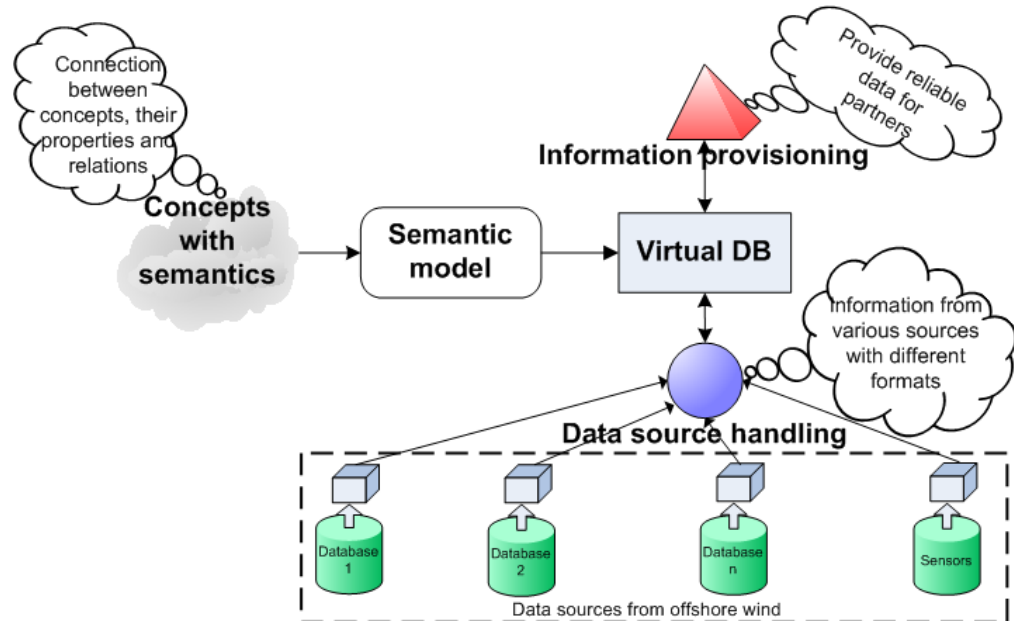 Connection
between
concepts, their
properties and
relations
Provide reliable
data for
partners
Information provisioning
Concepts
with
semantics
Semantic
model
Virtual DB
Information from
various sources
with different
formats
Data source handling
Database
1
Database
2
Database
n
Sensors
Data sources from offshore wind